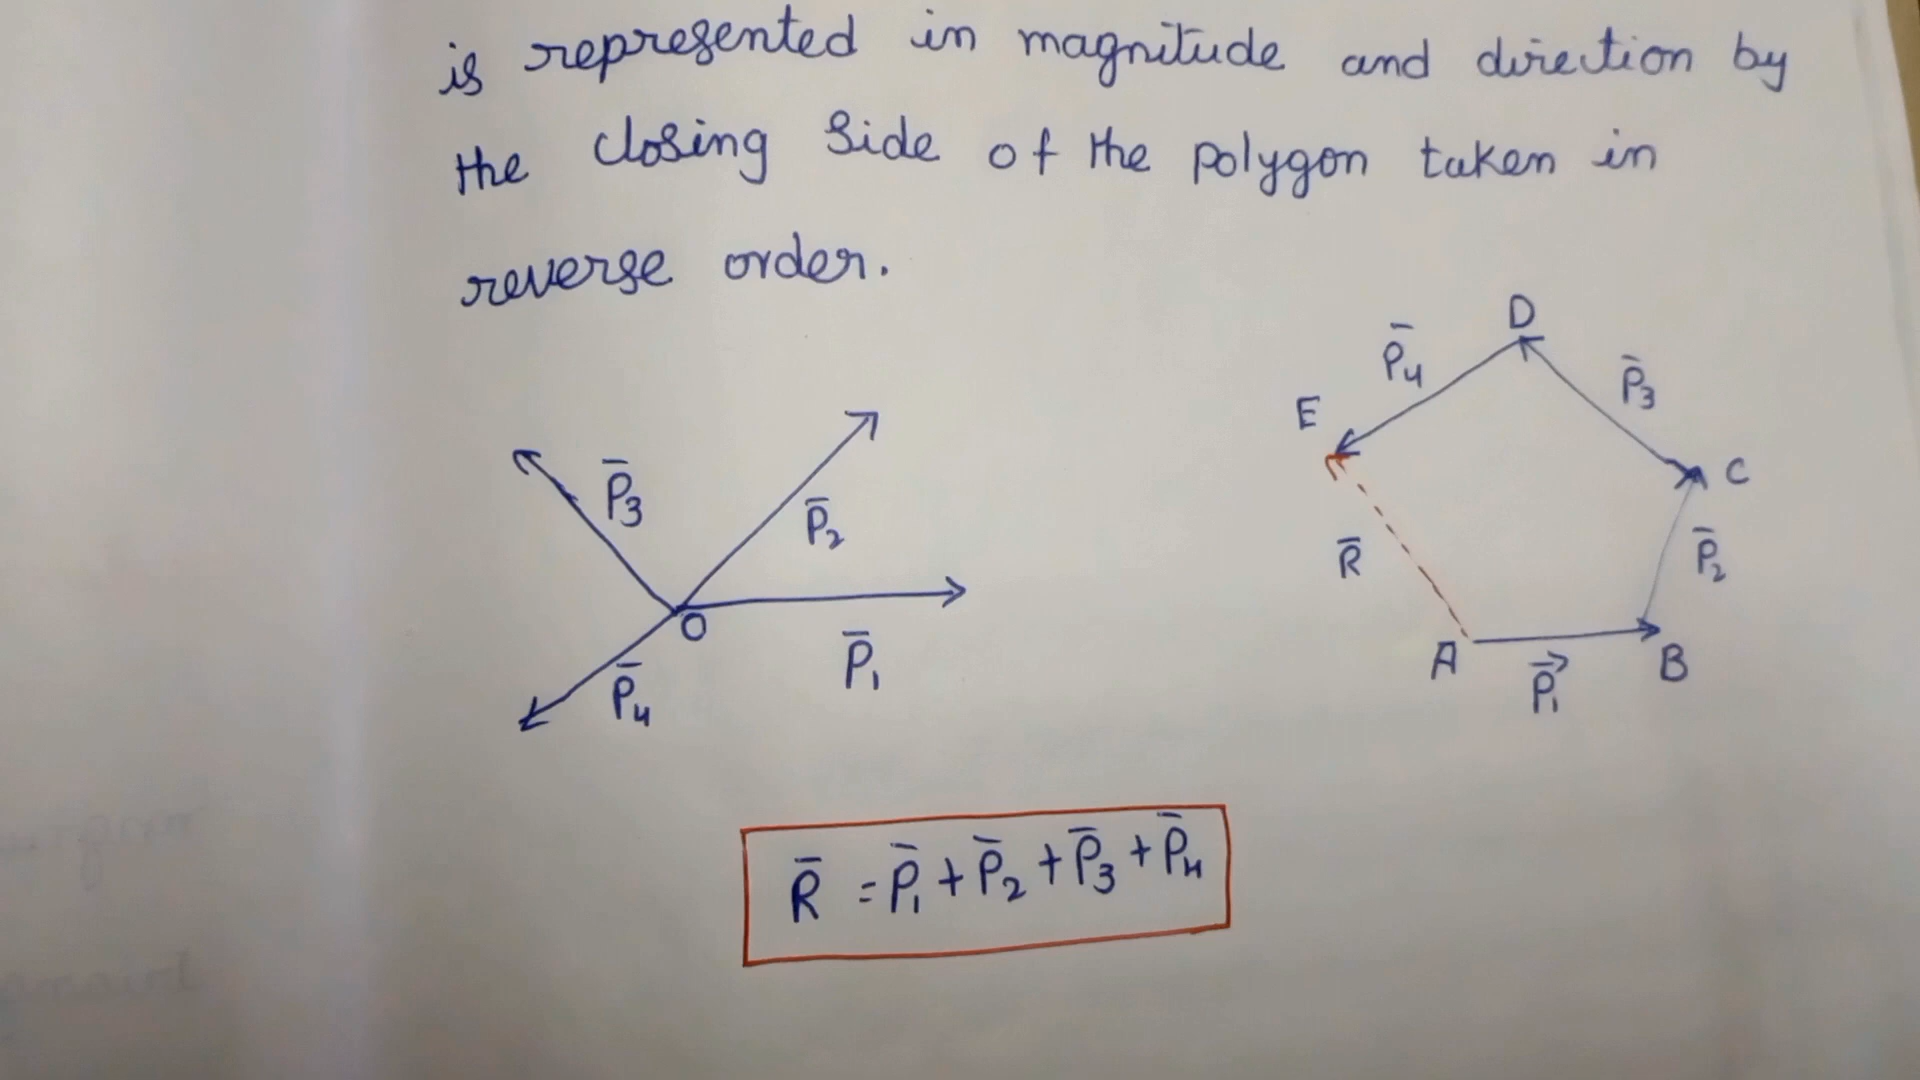 is represented in magnitude and direction by
the closing side of the polygon taken in
reverse order.
D
P̄4
P̄3
E
C
P̄3
P̄2
R̄
P̄2
O
A
B
P̄1
P̄1
P̄4
R̄ = P̄1 + P̄2 + P̄3 + P̄4